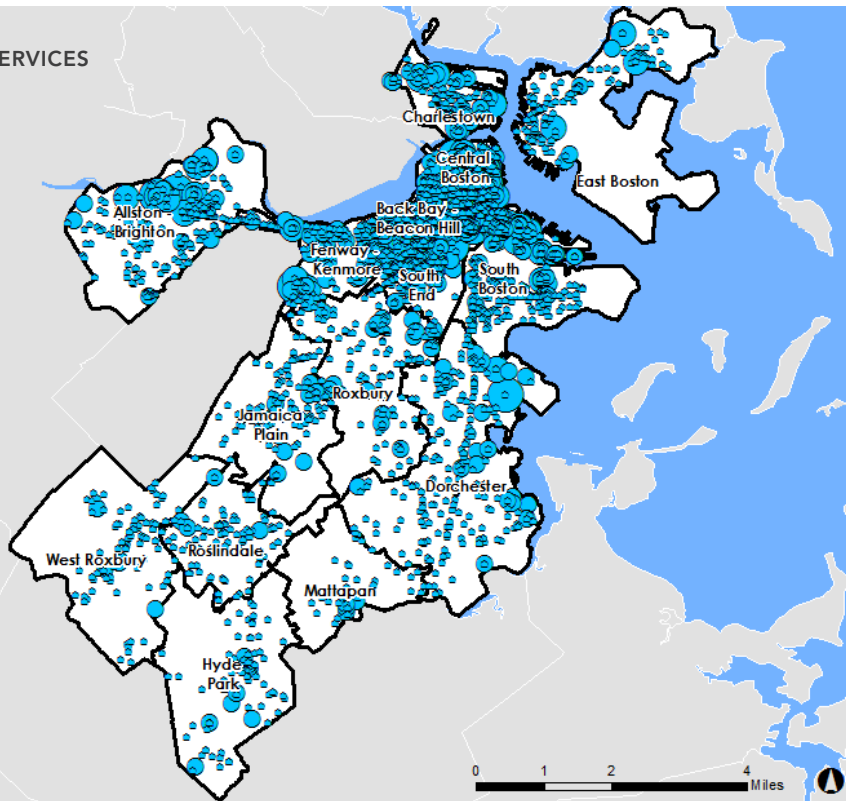 ERVICES
Charlestown
Central
Boston
East Boston
Back Bay -
Beacon Hill
Allston -
Brighton
Fenway -
Kenmore
South
End
South
Boston
Roxbury
Jamaica
Plain
Dorchester
West Roxbury
Roslindale
Mattapan
Hyde
Park
0 1 2 4
Miles